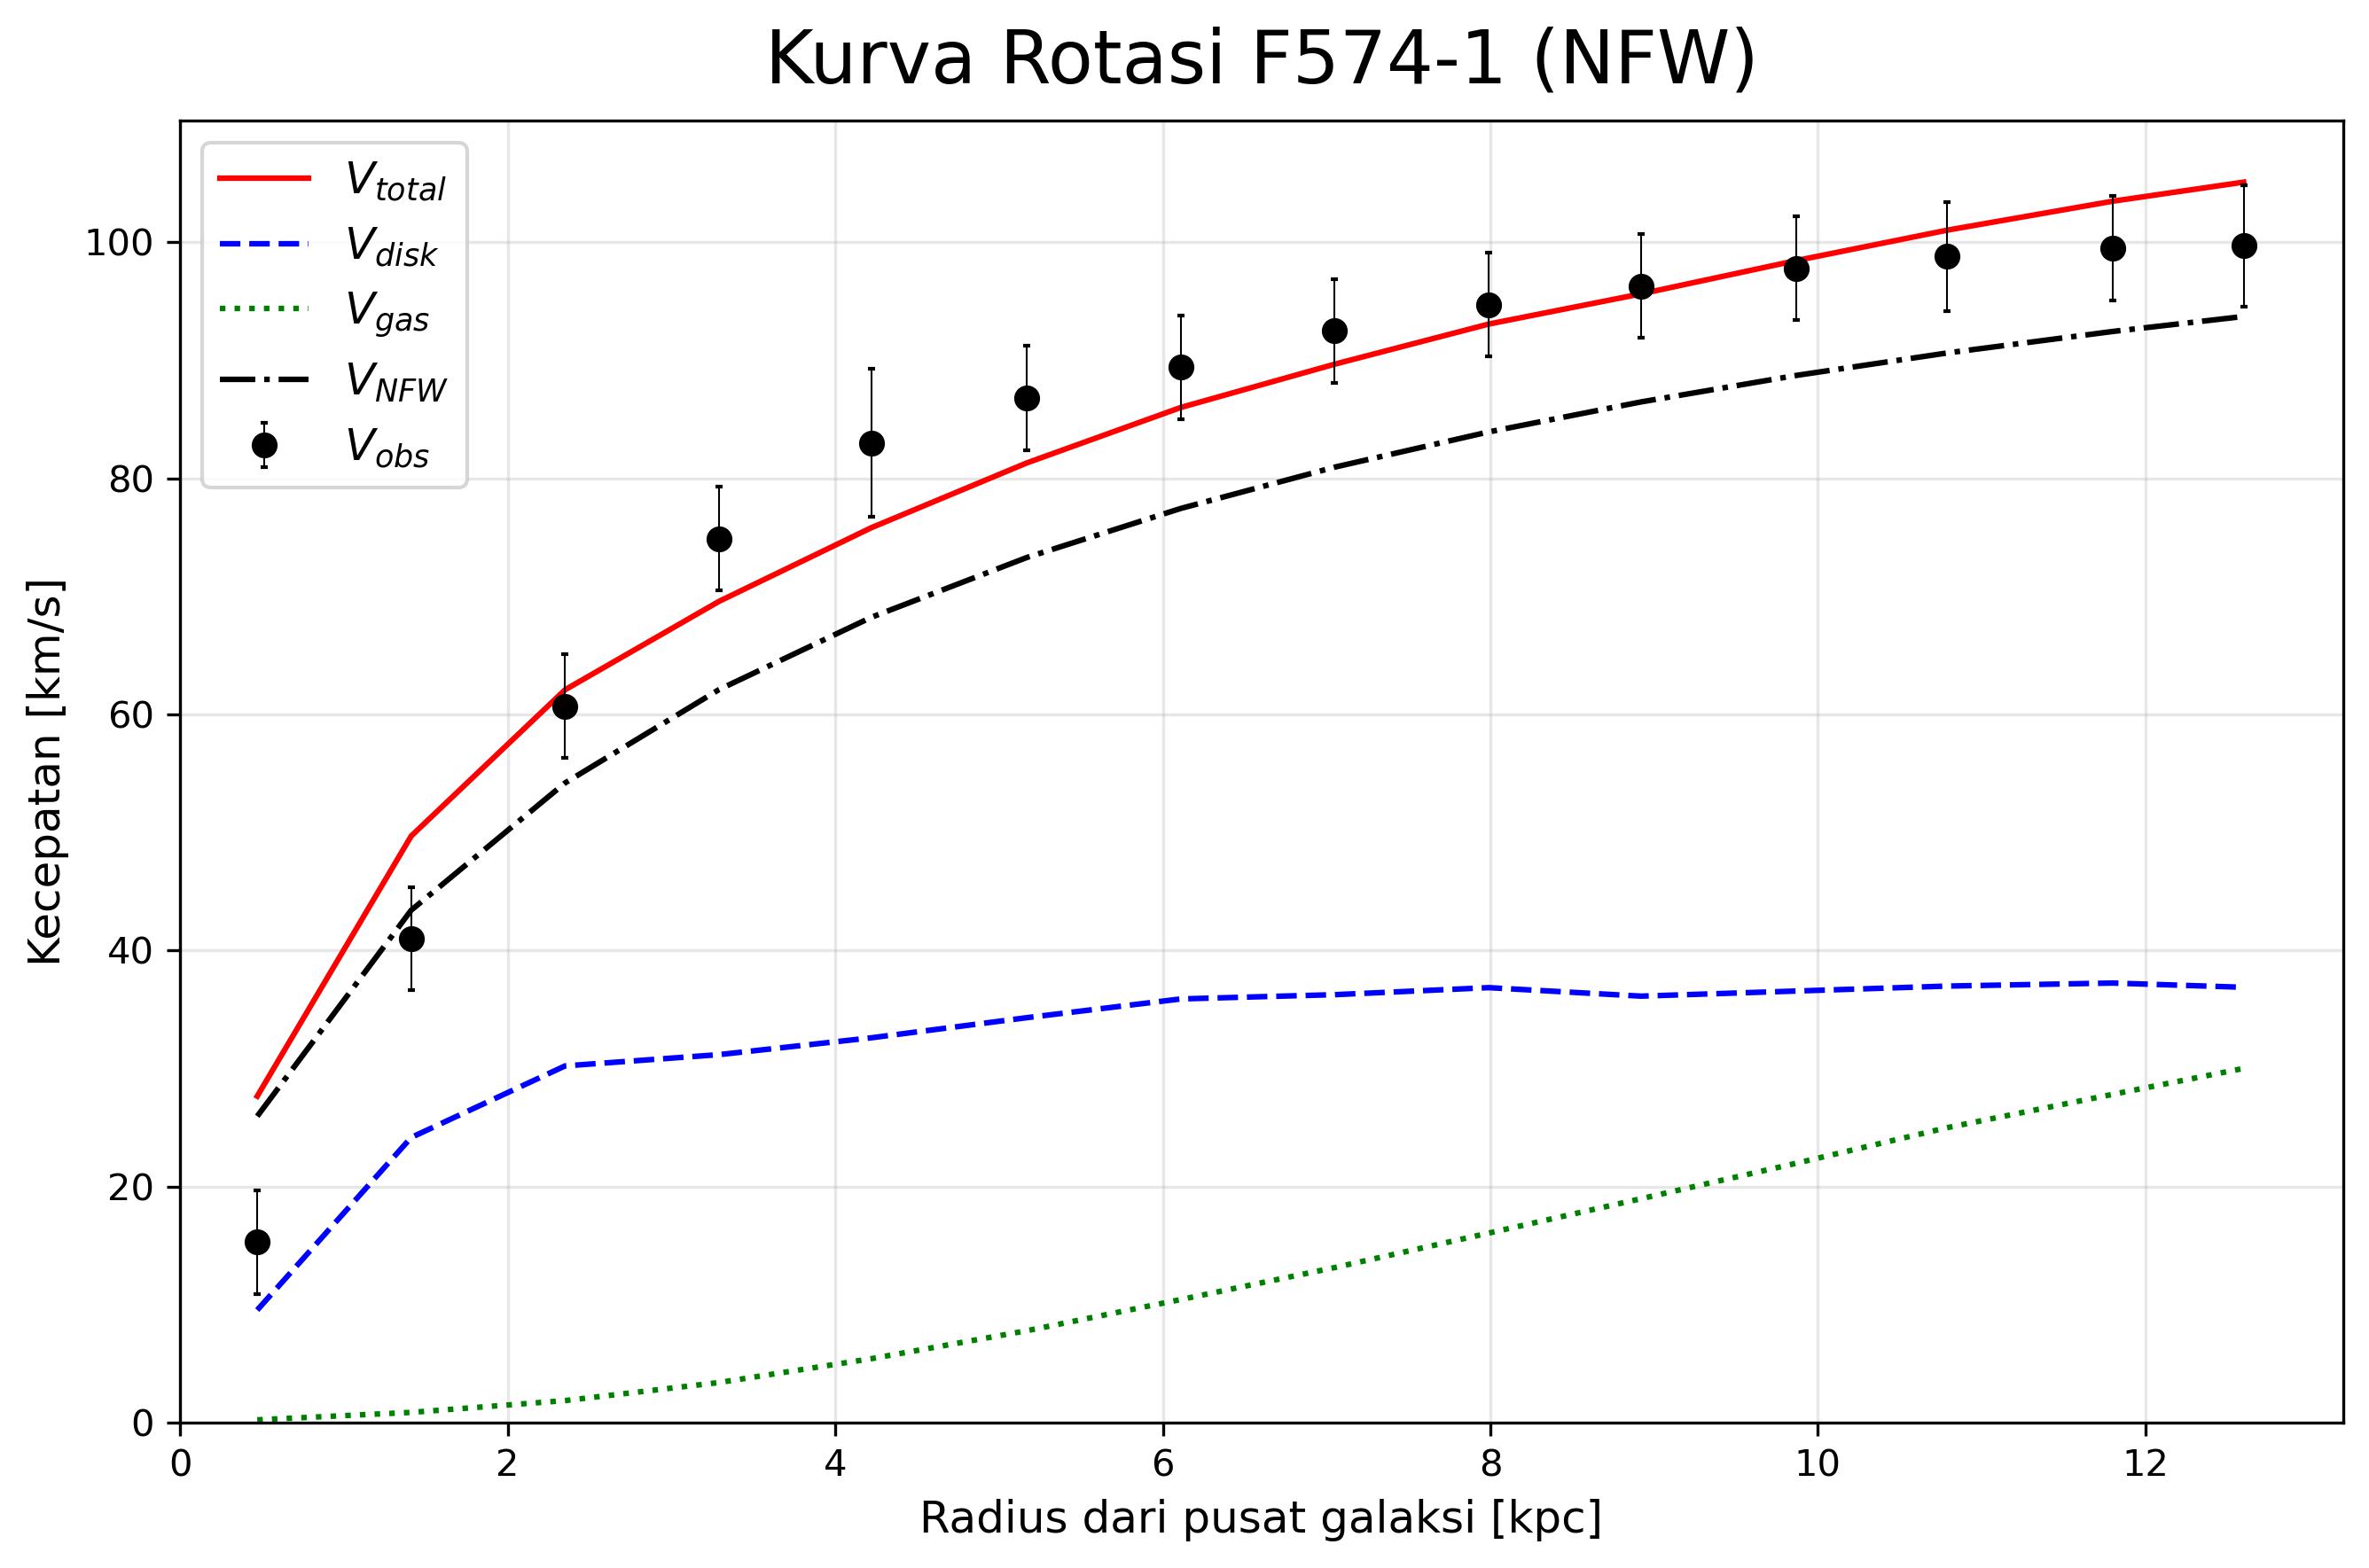 Kurva Rotasi F574-1 (NFW)
V_total
V_disk
V_gas
V_NFW
V_obs
100
80
60
40
20
0
Kecepatan [km/s]
0 2 4 6 8 10 12
Radius dari pusat galaksi [kpc]